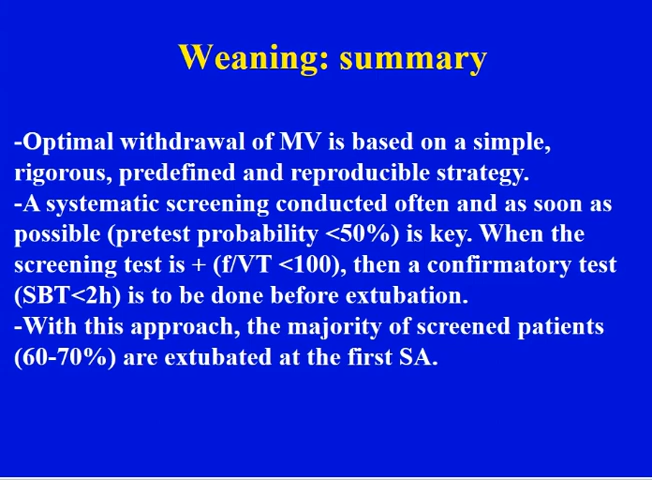 Weaning: summary
-Optimal withdrawal of MV is based on a simple,
rigorous, predefined and reproducible strategy.
-A systematic screening conducted often and as soon as
possible (pretest probability <50%) is key. When the
screening test is + (f/VT <100), then a confirmatory test
(SBT<2h) is to be done before extubation.
-With this approach, the majority of screened patients
(60-70%) are extubated at the first SA.